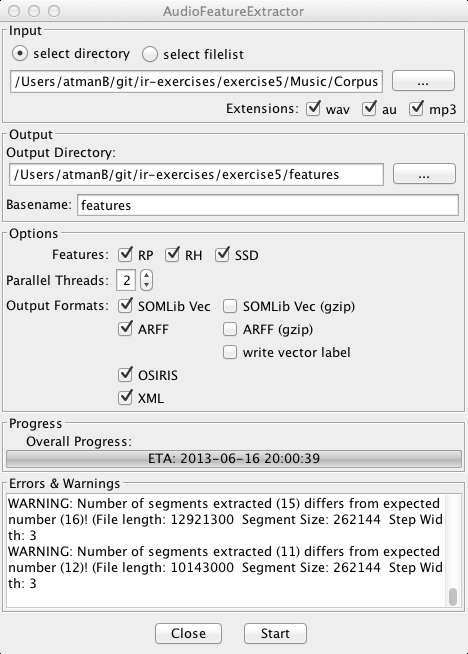 AudioFeatureExtractor
Input
select directory select filelist
/Users/atmanB/git/ir-exercises/exercise5/Music/Corpus ...
Extensions: wav au mp3
Output
Output Directory:
/Users/atmanB/git/ir-exercises/exercise5/features ...
Basename: features
Options
Features: RP RH SSD
Parallel Threads: 2
Output Formats: SOMLib Vec SOMLib Vec (gzip)
ARFF ARFF (gzip)
write vector label
OSIRIS
XML
Progress
Overall Progress:
ETA: 2013-06-16 20:00:39
Errors & Warnings
WARNING: Number of segments extracted (15) differs from expected
number (16)! (File length: 12921300 Segment Size: 262144 Step Wid
th: 3
WARNING: Number of segments extracted (11) differs from expected
number (12)! (File length: 10143000 Segment Size: 262144 Step Wid
th: 3
Close Start